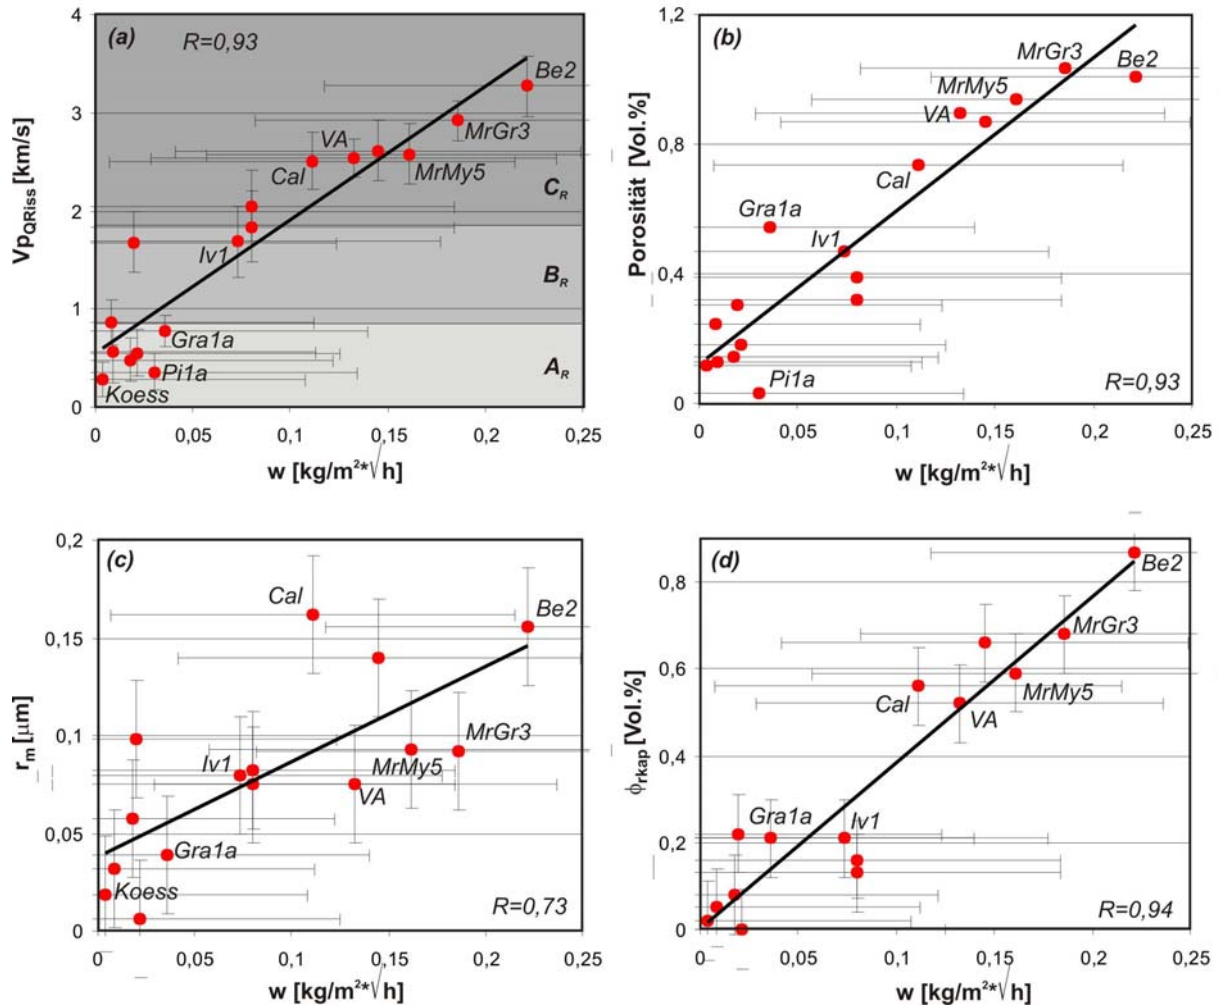 (a)
R=0,93
Vp_QRiss [km/s]
4
3
2
1
0
Be2
VA
MrGr3
Cal
MrMy5
C_R
Iv1
B_R
Gra1a
Pi1a
A_R
Koess
0 0,05 0,1 0,15 0,2 0,25
w [kg/m²*√h]
(b)
Porosität [Vol.%]
1,2
0,8
0,4
0
MrGr3
Be2
MrMy5
VA
Cal
Gra1a
Iv1
Pi1a
R=0,93
0 0,05 0,1 0,15 0,2 0,25
w [kg/m²*√h]
(c)
r_m [µm]
0,2
0,15
0,1
0,05
0
Cal
Be2
Iv1
MrGr3
MrMy5
VA
Gra1a
Koess
R=0,73
0 0,05 0,1 0,15 0,2 0,25
w [kg/m²*√h]
(d)
ϕ_rkap [Vol.%]
0,8
0,6
0,4
0,2
0
Be2
MrGr3
MrMy5
Cal
VA
Gra1a
Iv1
R=0,94
0 0,05 0,1 0,15 0,2 0,25
w [kg/m²*√h]